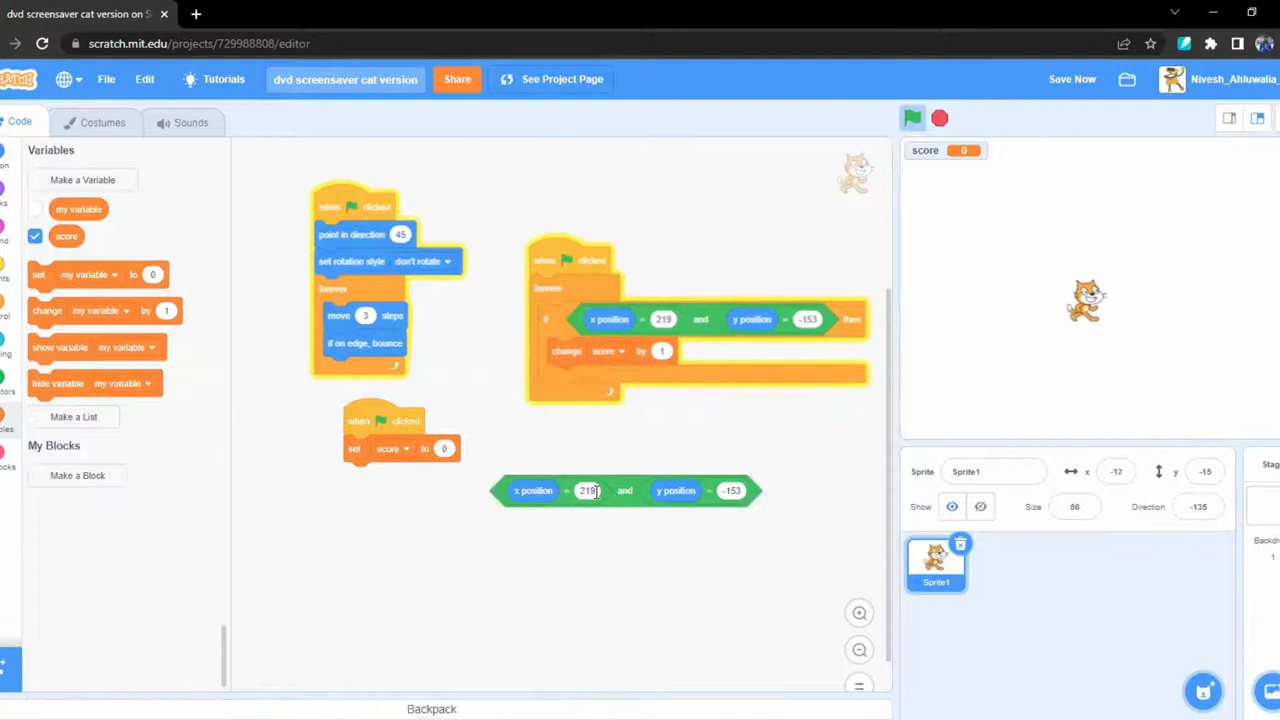 dvd screensaver cat version on S
scratch.mit.edu/projects/729988808/editor
File Edit Tutorials dvd screensaver cat version Share See Project Page Save Now Nivesh_Ahluwalia_
Code Costumes Sounds
Variables
Make a Variable
my variable
score
set my variable to 0
change my variable by 1
show variable my variable
hide variable my variable
Make a List
My Blocks
Make a Block
when clicked
point in direction 45
set rotation style don't rotate
forever
move 3 steps
if on edge, bounce
when clicked
set score to 0
when clicked
forever
if x position = 219 and y position = -153 then
change score by 1
x position = 219 and y position = -153
score 0
Sprite Sprite1 x -12 y -15
Show Size 60 Direction -135
Sprite1
Stag
Backdr
1
Backpack